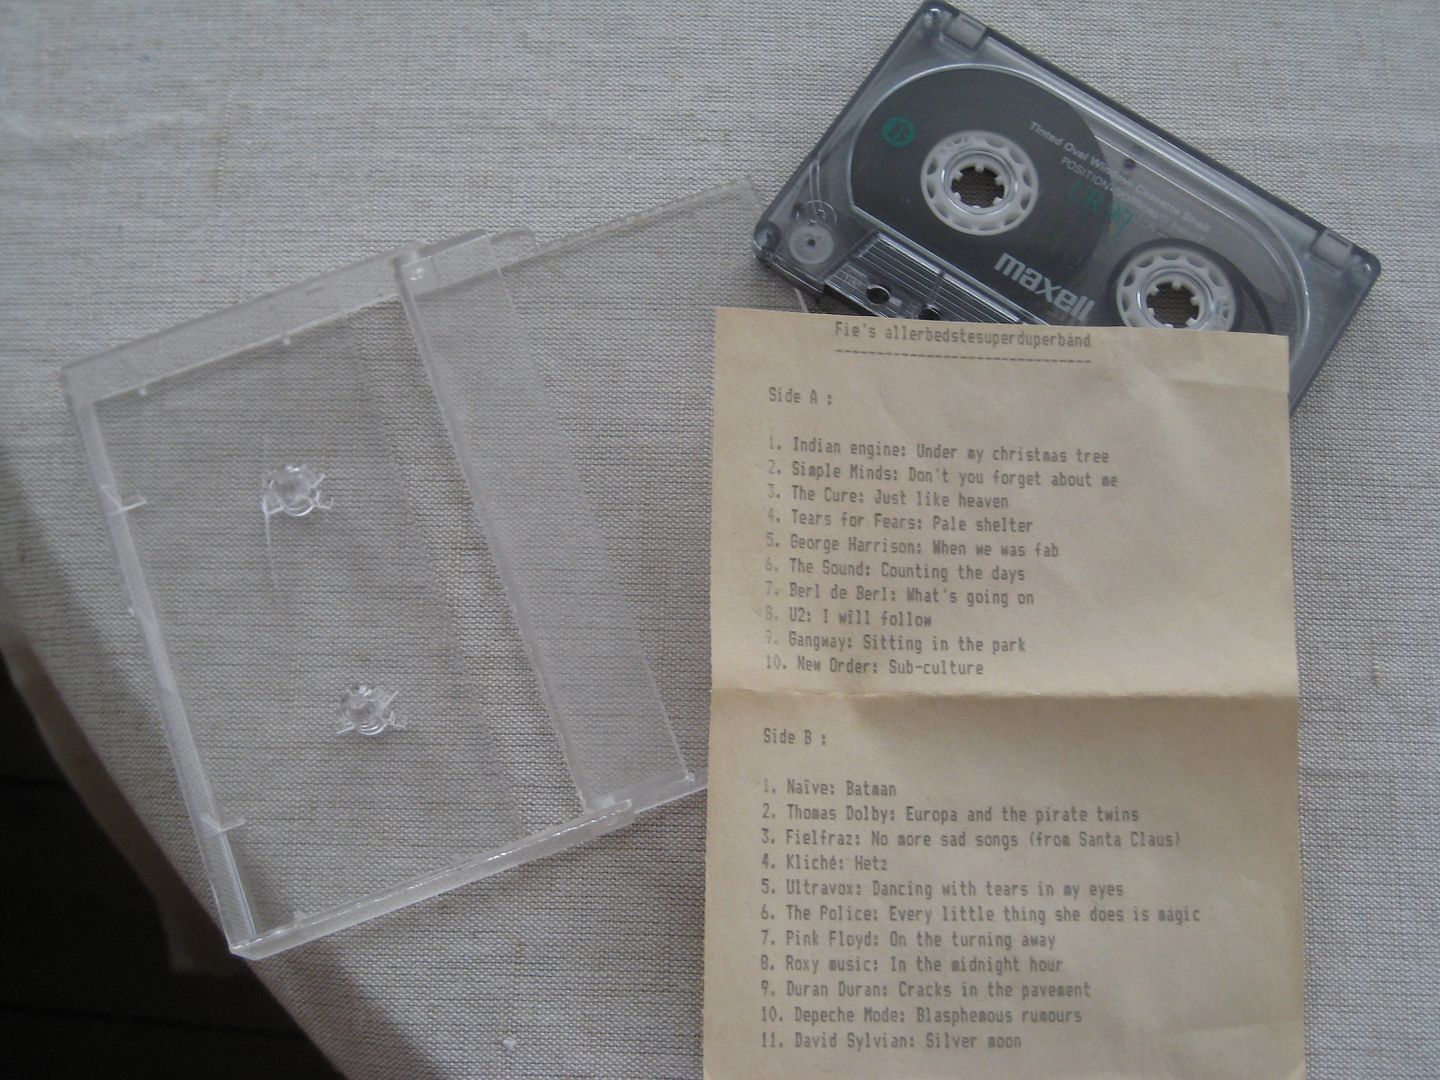 B
Tinted Oval Window Cassette Shell
POSITION
UR
maxell
Fie's allerbedstesuperduperbånd
-------------------------------
Side A :
1. Indian engine: Under my christmas tree
2. Simple Minds: Don't you forget about me
3. The Cure: Just like heaven
4. Tears for Fears: Pale shelter
5. George Harrison: When we was fab
6. The Sound: Counting the days
7. Berl de Berl: What's going on
8. U2: I will follow
9. Gangway: Sitting in the park
10. New Order: Sub-culture
Side B :
1. Naïve: Batman
2. Thomas Dolby: Europa and the pirate twins
3. Fielfraz: No more sad songs (from Santa Claus)
4. Kliché: Hetz
5. Ultravox: Dancing with tears in my eyes
6. The Police: Every little thing she does is magic
7. Pink Floyd: On the turning away
8. Roxy music: In the midnight hour
9. Duran Duran: Cracks in the pavement
10. Depeche Mode: Blasphemous rumours
11. David Sylvian: Silver moon